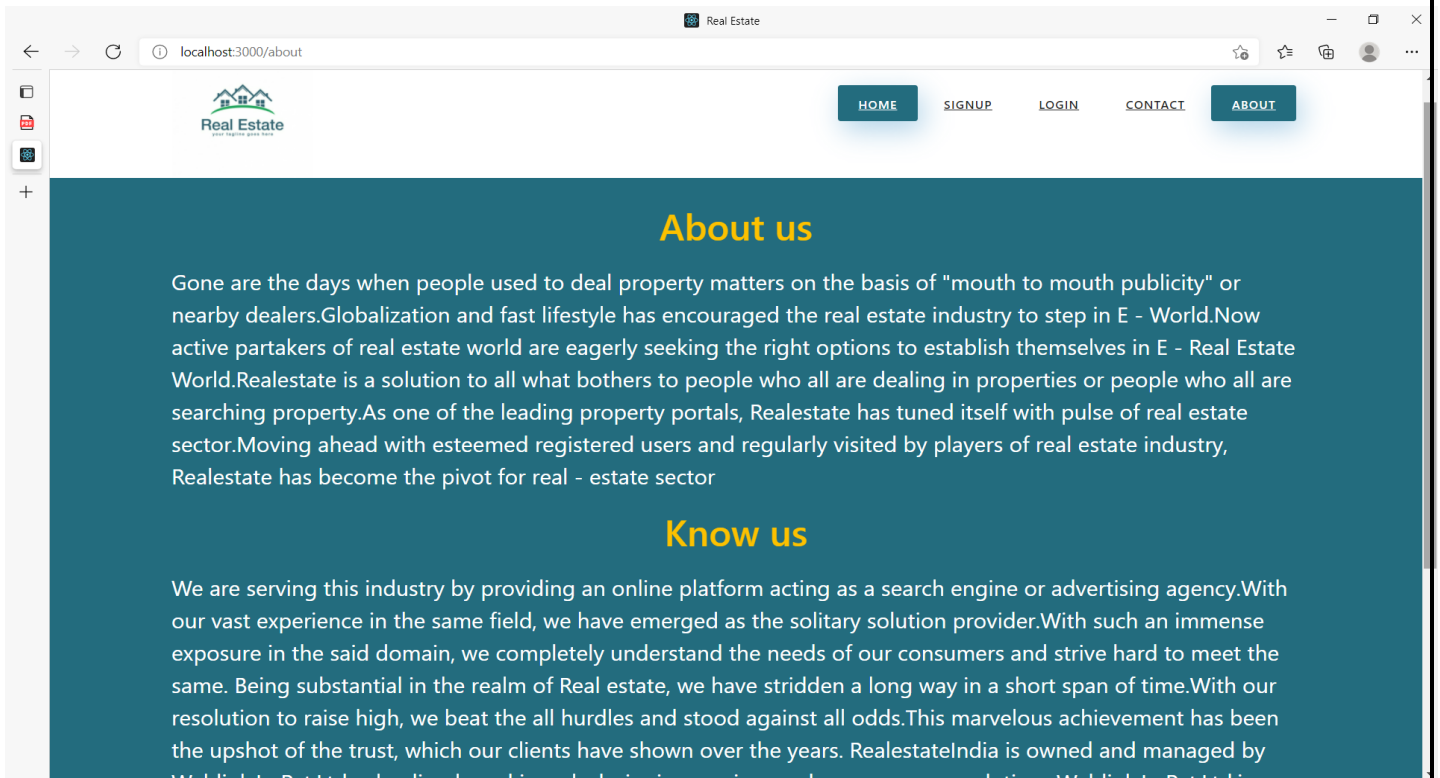 Real Estate
localhost:3000/about
PDF
Real Estate
your tagline goes here
HOME SIGNUP LOGIN CONTACT ABOUT
About us
Gone are the days when people used to deal property matters on the basis of "mouth to mouth publicity" or
nearby dealers.Globalization and fast lifestyle has encouraged the real estate industry to step in E - World.Now
active partakers of real estate world are eagerly seeking the right options to establish themselves in E - Real Estate
World.Realestate is a solution to all what bothers to people who all are dealing in properties or people who all are
searching property.As one of the leading property portals, Realestate has tuned itself with pulse of real estate
sector.Moving ahead with esteemed registered users and regularly visited by players of real estate industry,
Realestate has become the pivot for real - estate sector
Know us
We are serving this industry by providing an online platform acting as a search engine or advertising agency.With
our vast experience in the same field, we have emerged as the solitary solution provider.With such an immense
exposure in the said domain, we completely understand the needs of our consumers and strive hard to meet the
same. Being substantial in the realm of Real estate, we have stridden a long way in a short span of time.With our
resolution to raise high, we beat the all hurdles and stood against all odds.This marvelous achievement has been
the upshot of the trust, which our clients have shown over the years. RealestateIndia is owned and managed by